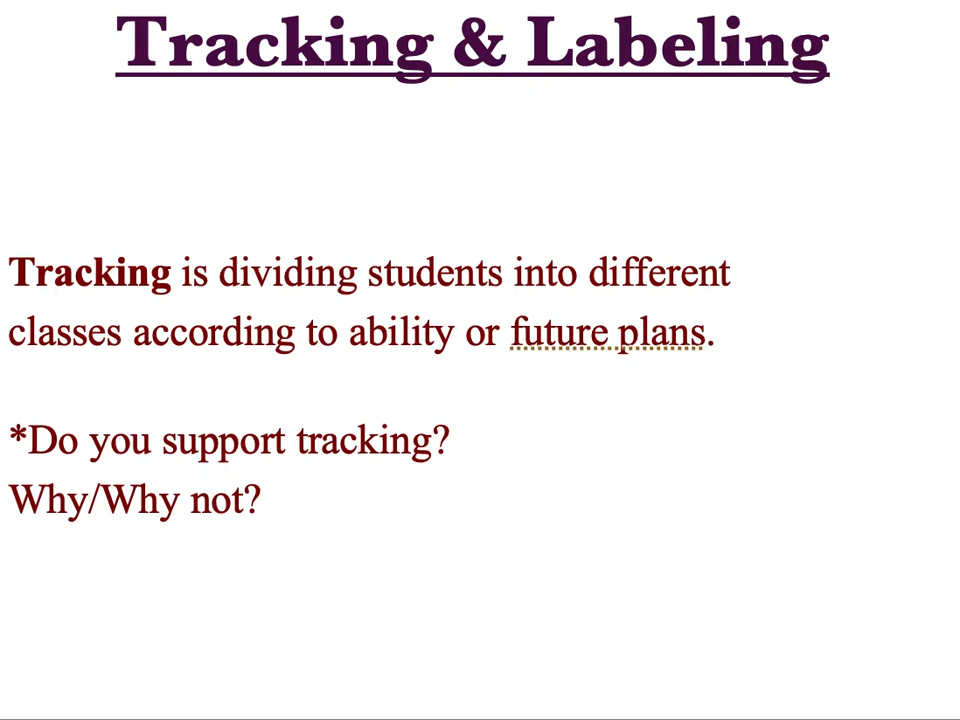 Tracking & Labeling
Tracking is dividing students into different
classes according to ability or future plans.
*Do you support tracking?
Why/Why not?